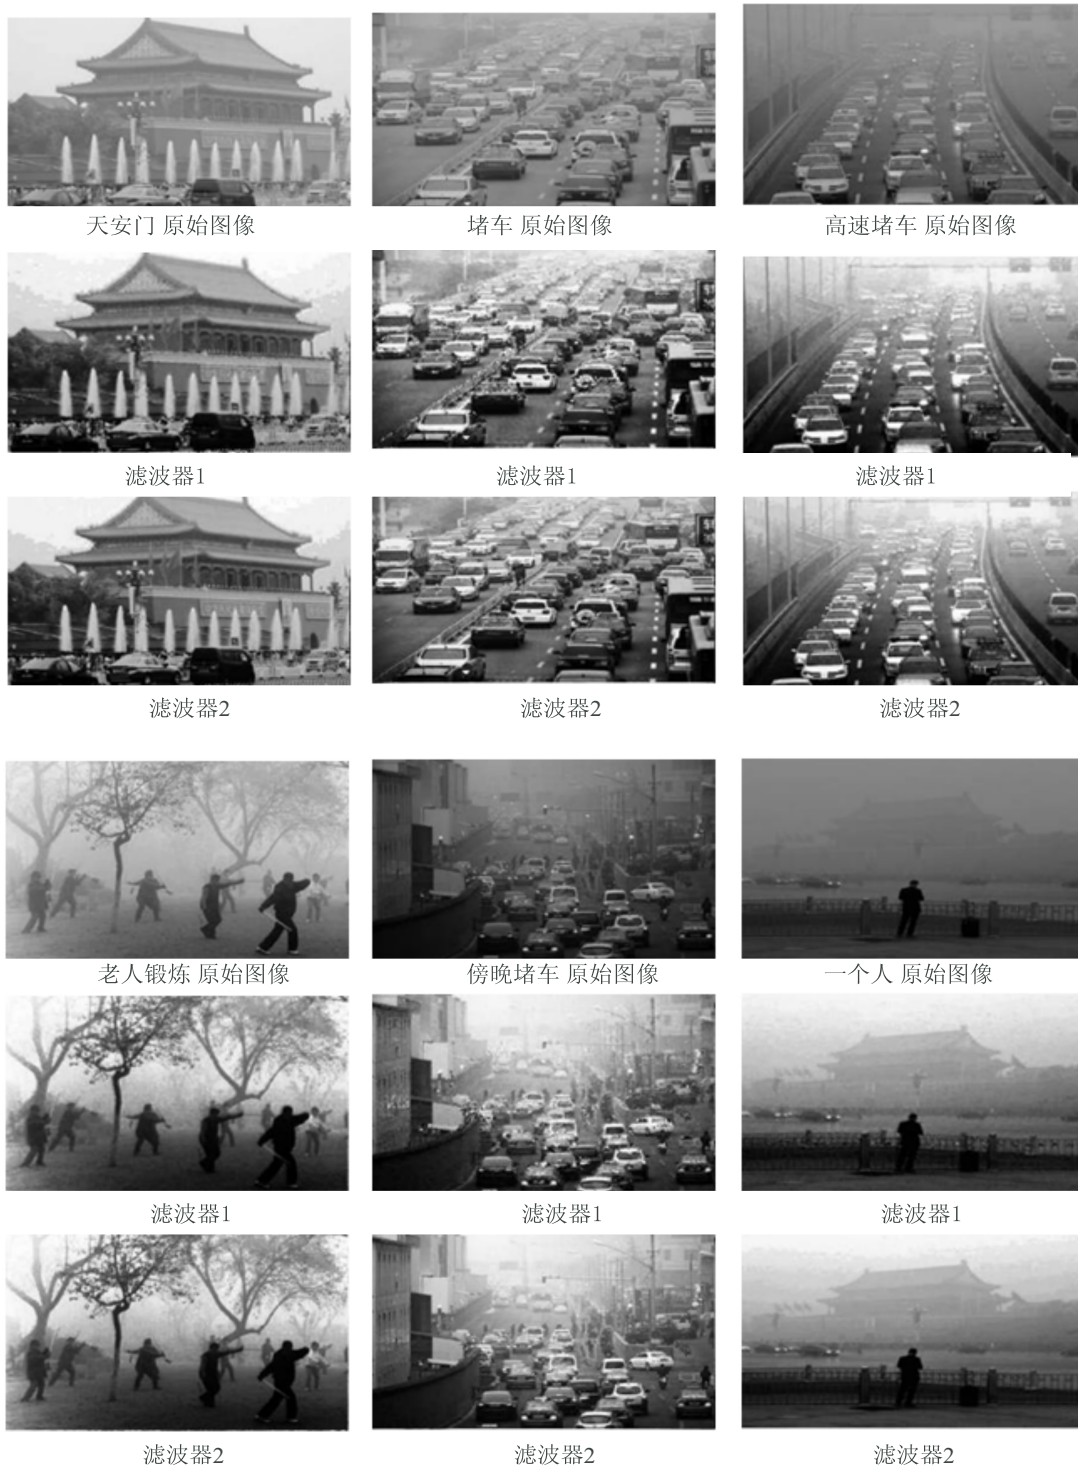 天安门 原始图像
堵车 原始图像
高速堵车 原始图像
滤波器1
滤波器1
滤波器1
滤波器2
滤波器2
滤波器2
老人锻炼 原始图像
傍晚堵车 原始图像
一个人 原始图像
滤波器1
滤波器1
滤波器1
滤波器2
滤波器2
滤波器2